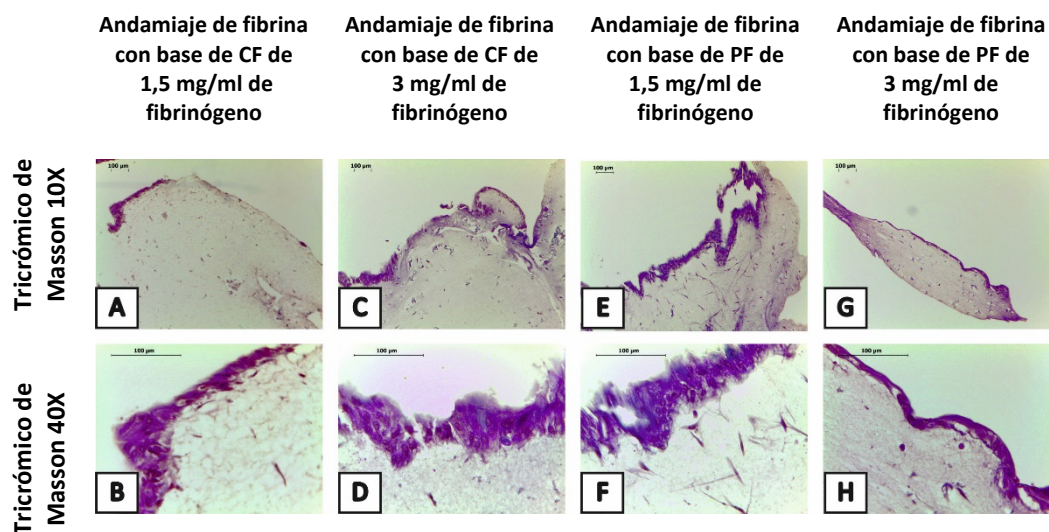 Andamiaje de fibrina
con base de CF de
1,5 mg/ml de
fibrinógeno
Andamiaje de fibrina
con base de CF de
3 mg/ml de
fibrinógeno
Andamiaje de fibrina
con base de PF de
1,5 mg/ml de
fibrinógeno
Andamiaje de fibrina
con base de PF de
3 mg/ml de
fibrinógeno
Tricrómico de
Masson 10X
100 µm
A
100 µm
C
100 µm
E
100 µm
G
Tricrómico de
Masson 40X
100 µm
B
100 µm
D
100 µm
F
100 µm
H